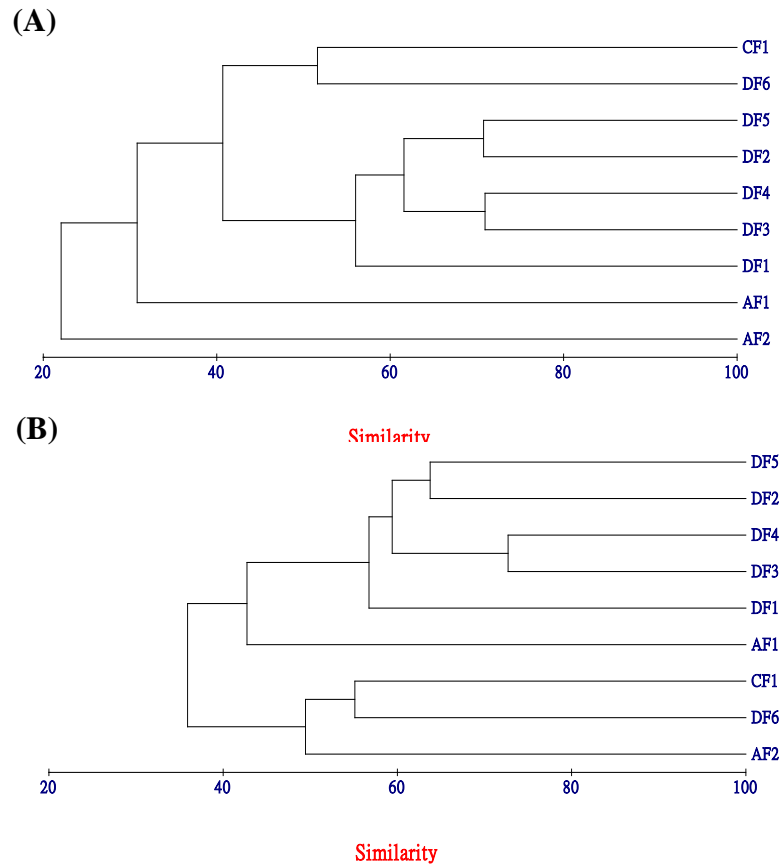 (A)
CF1
DF6
DF5
DF2
DF4
DF3
DF1
AF1
AF2
20 40 60 80 100
Similarity
(B)
DF5
DF2
DF4
DF3
DF1
AF1
CF1
DF6
AF2
20 40 60 80 100
Similarity